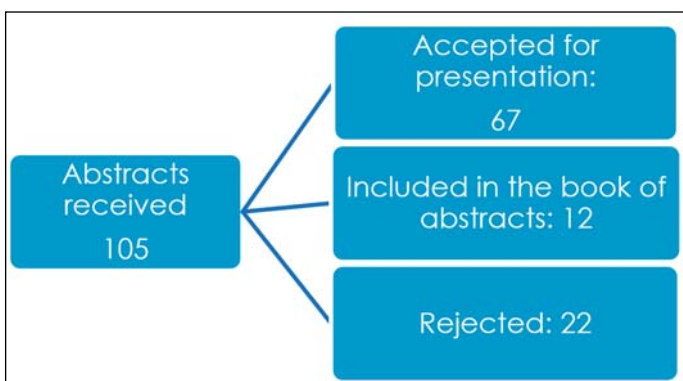 Abstracts
received
105
Accepted for
presentation:
67
Included in the book of
abstracts: 12
Rejected: 22